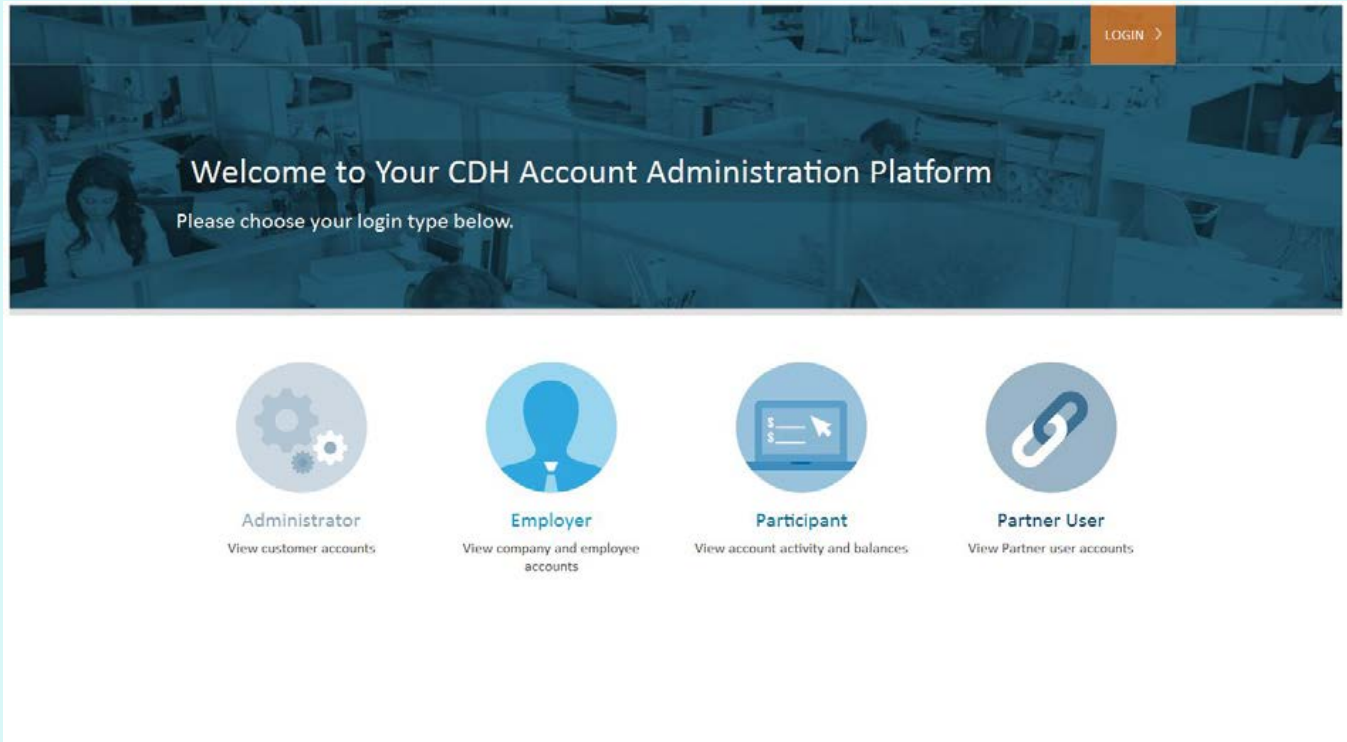 LOGIN >
Welcome to Your CDH Account Administration Platform
Please choose your login type below.
$
$
Administrator
View customer accounts
Employer
View company and employee
accounts
Participant
View account activity and balances
Partner User
View Partner user accounts